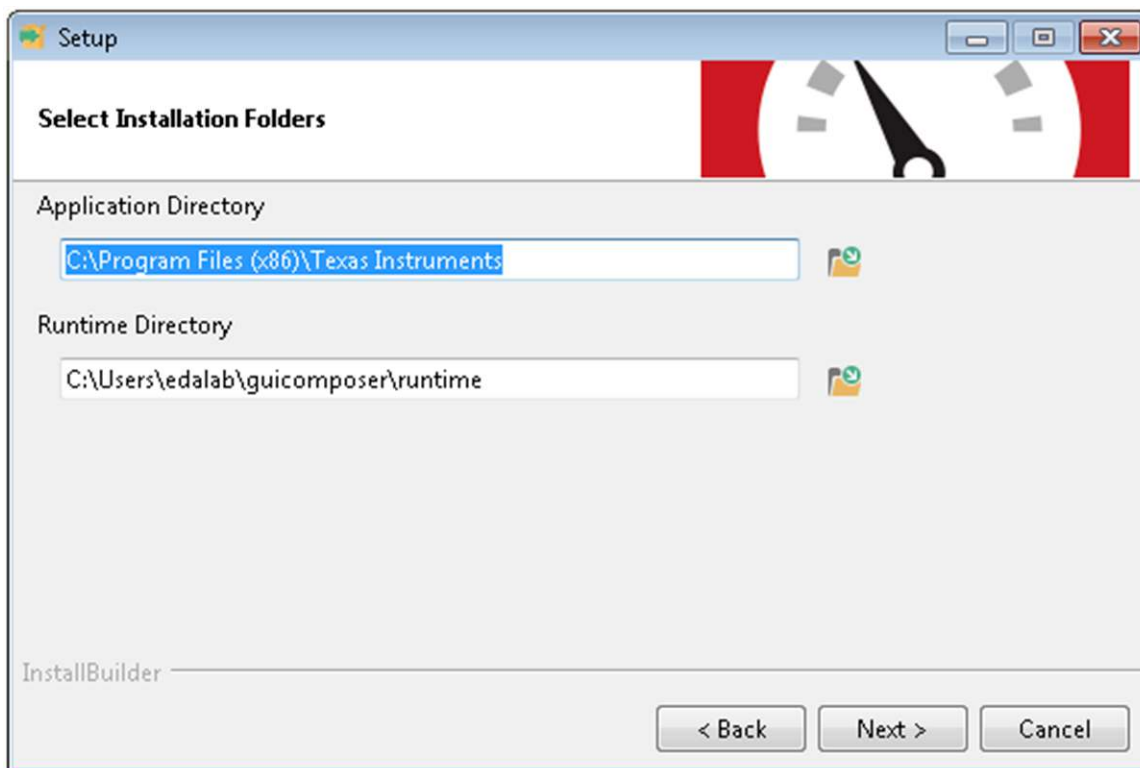 Setup
Select Installation Folders
Application Directory
C:\Program Files (x86)\Texas Instruments
Runtime Directory
C:\Users\edalab\guicomposer\runtime
InstallBuilder
< Back
Next >
Cancel